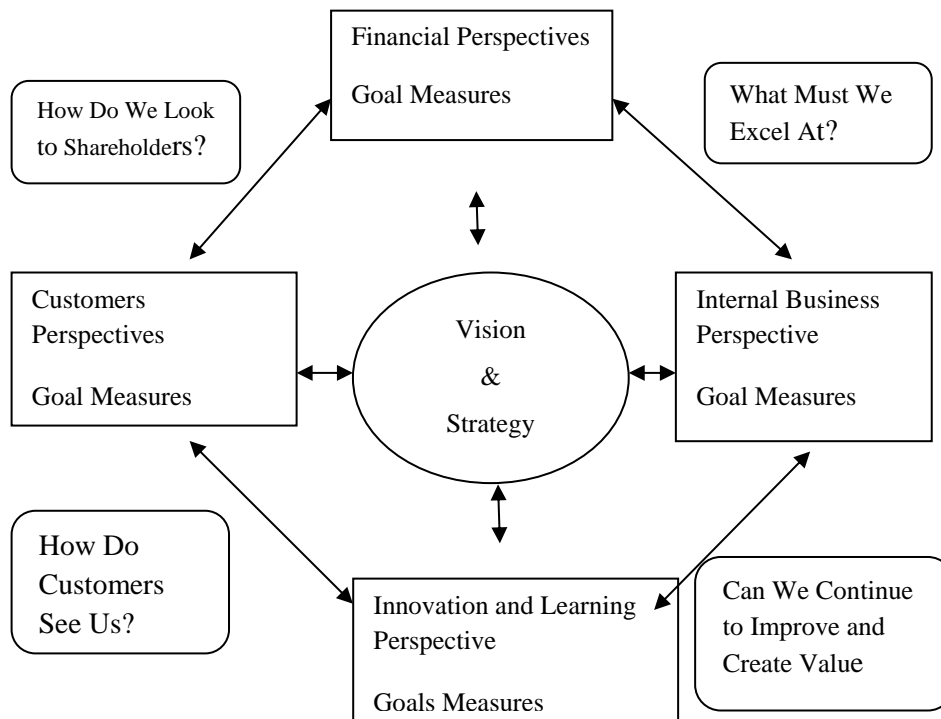 Financial Perspectives
Goal Measures
How Do We Look
to Shareholders?
What Must We
Excel At?
Customers
Perspectives
Goal Measures
Vision
&
Strategy
Internal Business
Perspective
Goal Measures
How Do
Customers
See Us?
Innovation and Learning
Perspective
Goals Measures
Can We Continue
to Improve and
Create Value